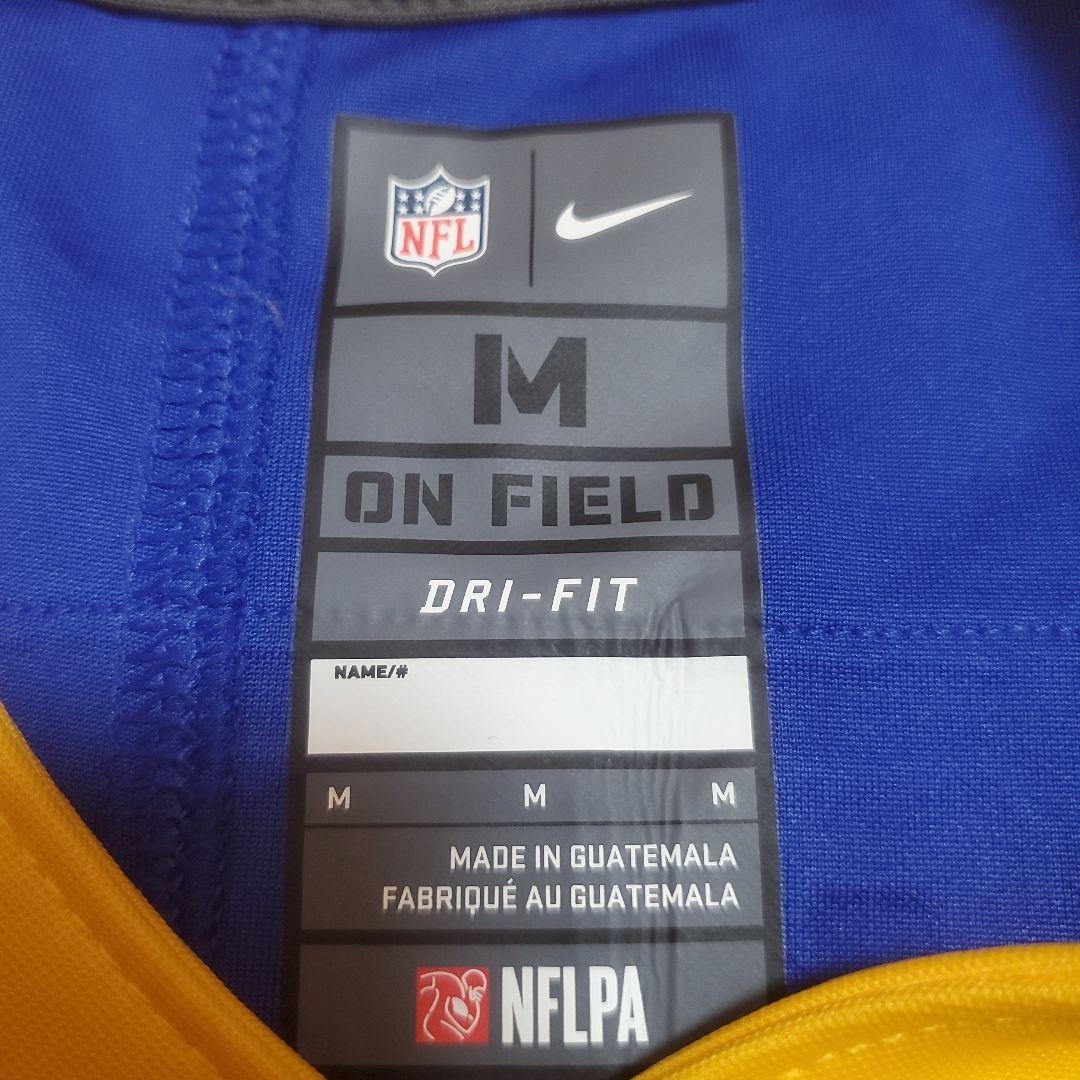 NFL
M
ON FIELD
DRI-FIT
NAME/#
M M M
MADE IN GUATEMALA
FABRIQUÉ AU GUATEMALA
NFLPA